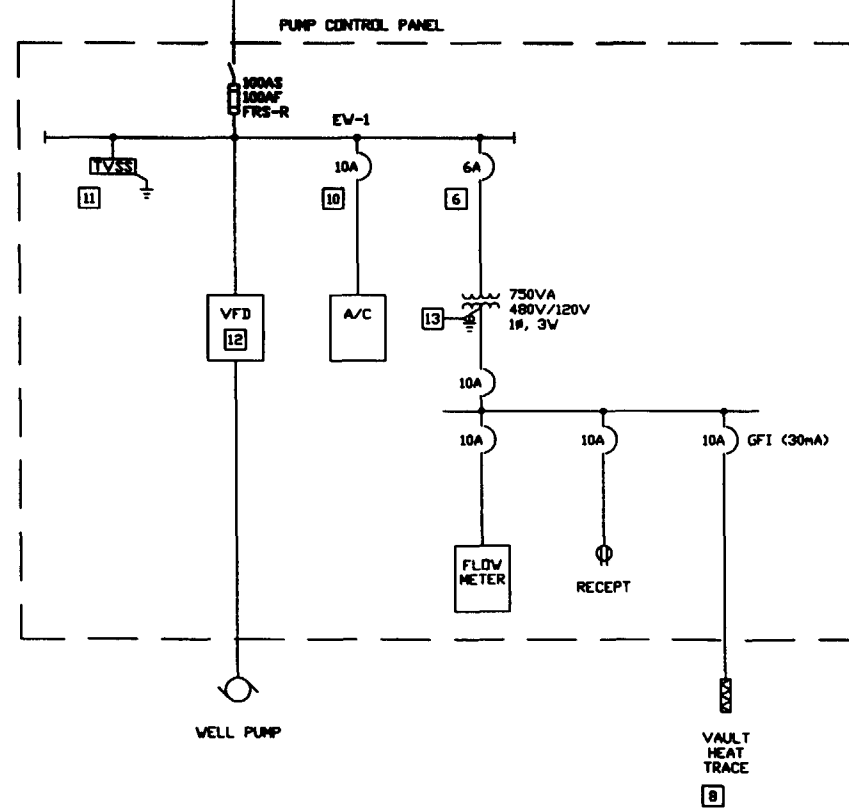 PUMP CONTROL PANEL
100AS
100AF
FRS-R
EW-1
TVSS
10A
6A
11
10
6
VFD
12
A/C
13
750VA
480V/120V
1ø, 3W
10A
10A
10A
10A
GFI (30mA)
FLOW
METER
RECEPT
WELL PUMP
VAULT
HEAT
TRACE
8